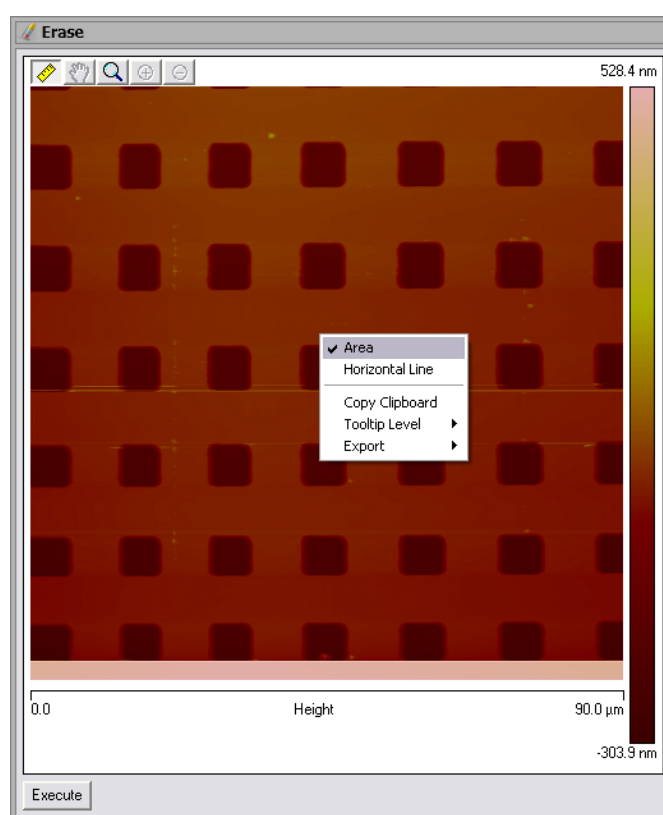 Erase
528.4 nm
Area
Horizontal Line
Copy Clipboard
Tooltip Level
Export
0.0 Height 90.0 µm
-303.9 nm
Execute